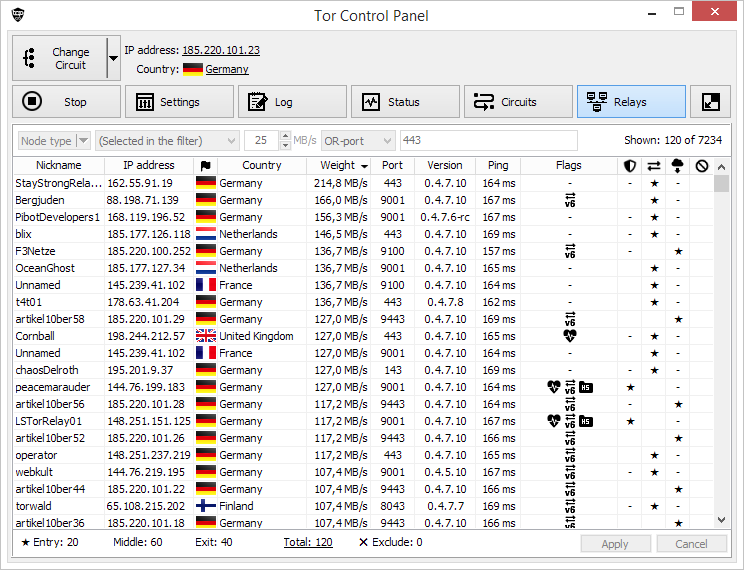 Tor Control Panel
Change Circuit
IP address: 185.220.101.23
Country: Germany
Stop Settings Log Status Circuits Relays
Node type (Selected in the filter) 25 MB/s OR-port 443 Shown: 120 of 7234
Nickname IP address Country Weight Port Version Ping Flags
StayStrongRela... 162.55.91.19 Germany 214,8 MB/s 443 0.4.7.10 164 ms - - ★ -
Bergjuden 88.198.71.139 Germany 166,0 MB/s 9001 0.4.7.10 167 ms v6 - ★ -
PibotDevelopers1 168.119.196.52 Germany 156,3 MB/s 9001 0.4.7.6-rc 167 ms - - ★ -
blix 185.177.126.118 Netherlands 146,5 MB/s 443 0.4.7.10 169 ms - - ★ -
F3Netze 185.220.100.252 Germany 136,7 MB/s 9100 0.4.7.10 157 ms v6 - ★
OceanGhost 185.177.127.34 Netherlands 136,7 MB/s 9001 0.4.7.10 165 ms - - ★ -
Unnamed 145.239.41.102 France 136,7 MB/s 9100 0.4.7.10 164 ms - - ★ -
t4t01 178.63.41.204 Germany 136,7 MB/s 443 0.4.7.8 162 ms - - ★ -
artikel10ber58 185.220.101.29 Germany 127,0 MB/s 9443 0.4.7.10 169 ms v6 ★
Cornball 198.244.212.57 United Kingdom 127,0 MB/s 443 0.4.7.10 165 ms - ★ -
Unnamed 145.239.41.102 France 127,0 MB/s 9001 0.4.7.10 164 ms - - ★ -
chaosDelroth 195.201.9.37 Germany 127,0 MB/s 143 0.4.7.10 169 ms - - ★ -
peacemarauder 144.76.199.183 Germany 127,0 MB/s 9001 0.4.7.10 164 ms v6 HS ★ -
artikel10ber56 185.220.101.28 Germany 117,2 MB/s 9443 0.4.7.10 164 ms v6 - ★
LSTorRelay01 148.251.151.125 Germany 117,2 MB/s 9001 0.4.7.10 167 ms v6 HS ★ -
artikel10ber52 185.220.101.26 Germany 117,2 MB/s 9443 0.4.7.10 166 ms v6 ★
operator 148.251.237.219 Germany 107,4 MB/s 443 0.4.7.10 165 ms v6 ★ -
webkult 144.76.219.195 Germany 107,4 MB/s 9001 0.4.5.10 167 ms v6 - ★ -
artikel10ber44 185.220.101.22 Germany 107,4 MB/s 9443 0.4.7.10 166 ms v6 ★
torwald 65.108.215.202 Finland 107,4 MB/s 8043 0.4.7.7 169 ms v6 - ★ -
artikel10ber36 185.220.101.18 Germany 107,4 MB/s 9443 0.4.7.10 166 ms v6 ★
★ Entry: 20 Middle: 60 Exit: 40 Total: 120 ✕ Exclude: 0 Apply Cancel